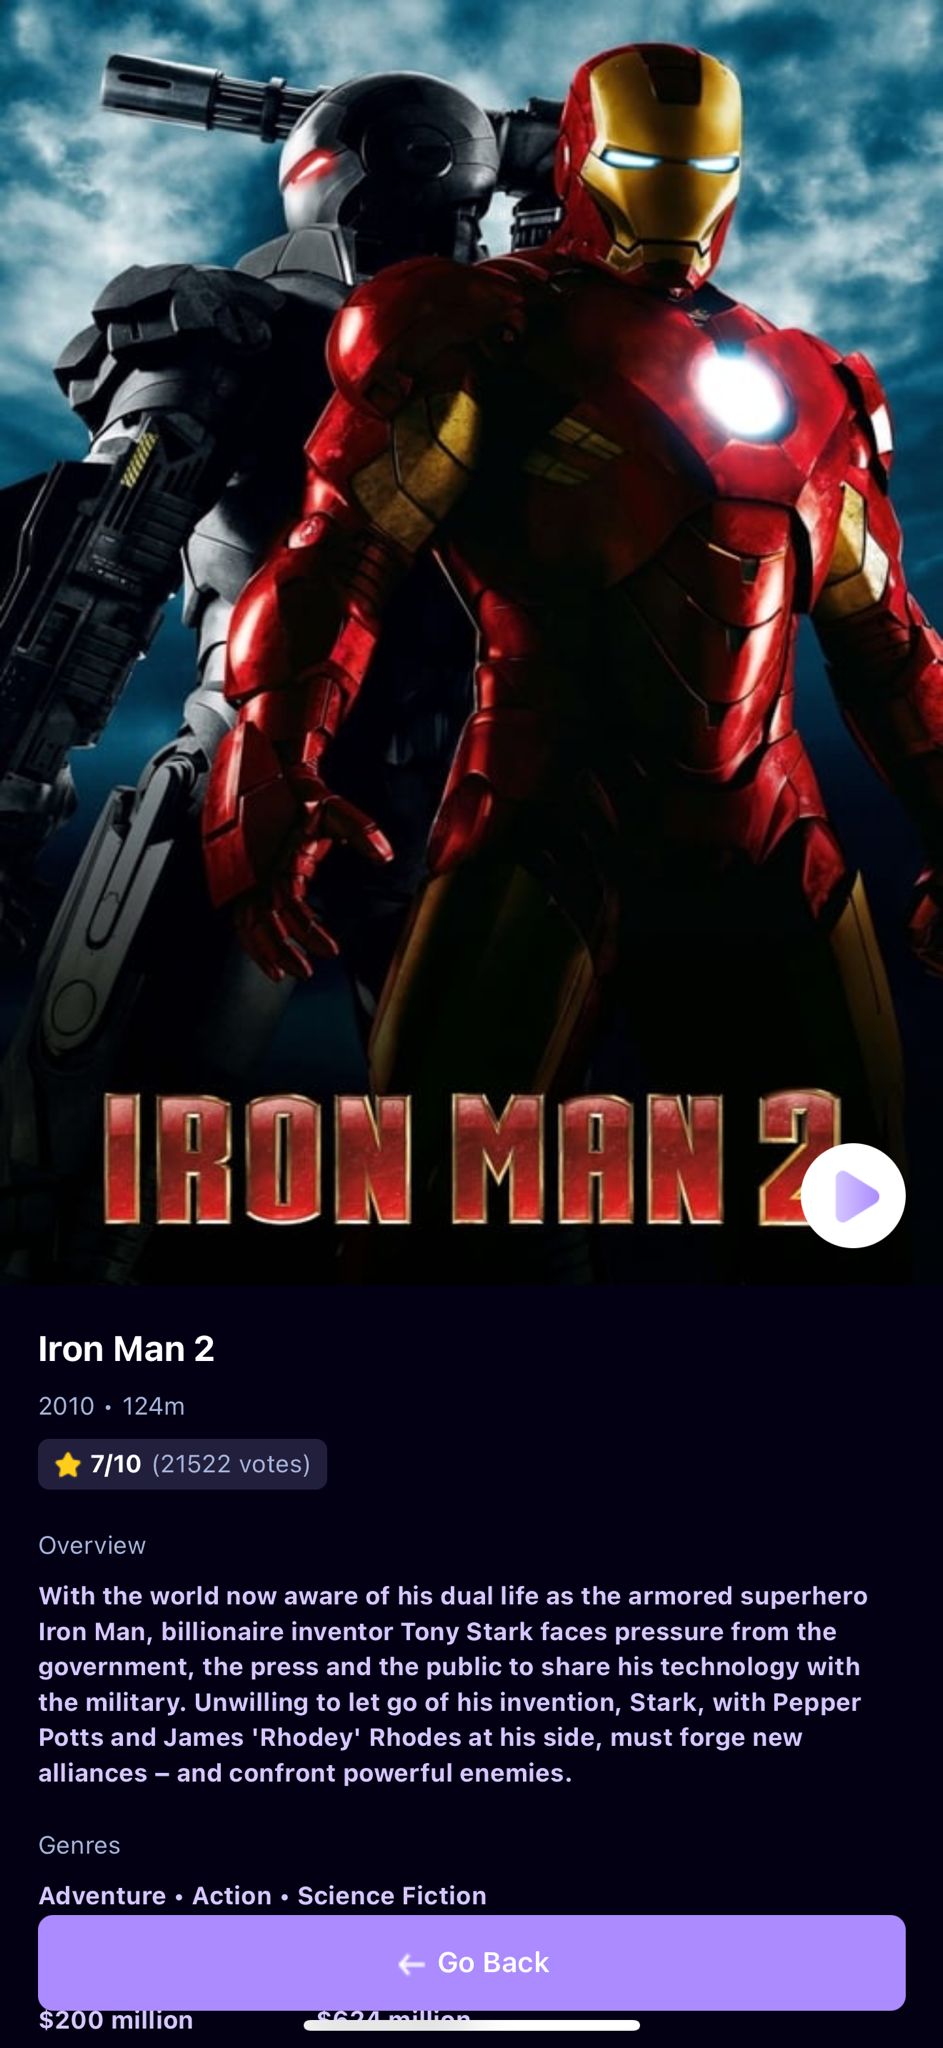 IRON MAN 2
Iron Man 2
2010 • 124m
7/10 (21522 votes)
Overview
With the world now aware of his dual life as the armored superhero
Iron Man, billionaire inventor Tony Stark faces pressure from the
government, the press and the public to share his technology with
the military. Unwilling to let go of his invention, Stark, with Pepper
Potts and James 'Rhodey' Rhodes at his side, must forge new
alliances – and confront powerful enemies.
Genres
Adventure • Action • Science Fiction
← Go Back
$200 million $624 million